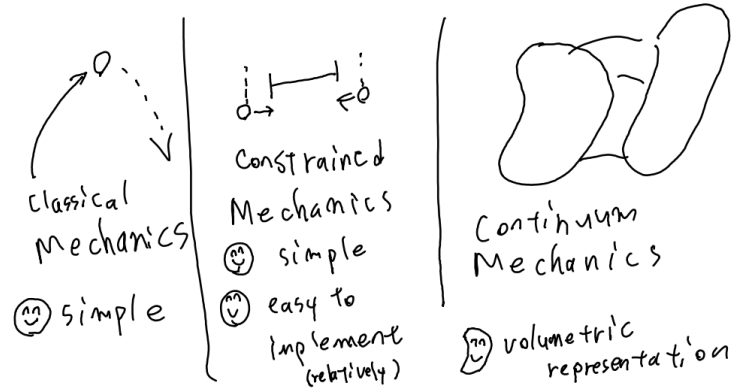 Classical
Mechanics
simple
Constrained
Mechanics
simple
easy to
implement
(relatively)
Continuum
Mechanics
volumetric
representation